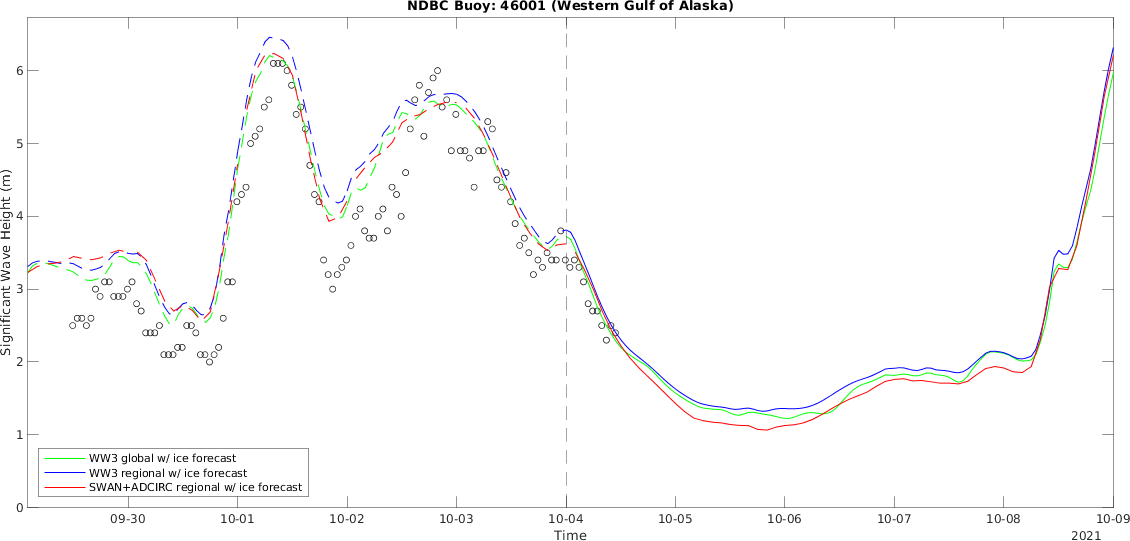 NDBC Buoy: 46001 (Western Gulf of Alaska)
Significant Wave Height (m)
6
5
4
3
2
1
0
WW3 global w/ ice forecast
WW3 regional w/ ice forecast
SWAN+ADCIRC regional w/ ice forecast
09-30 10-01 10-02 10-03 10-04 10-05 10-06 10-07 10-08 10-09
Time
2021